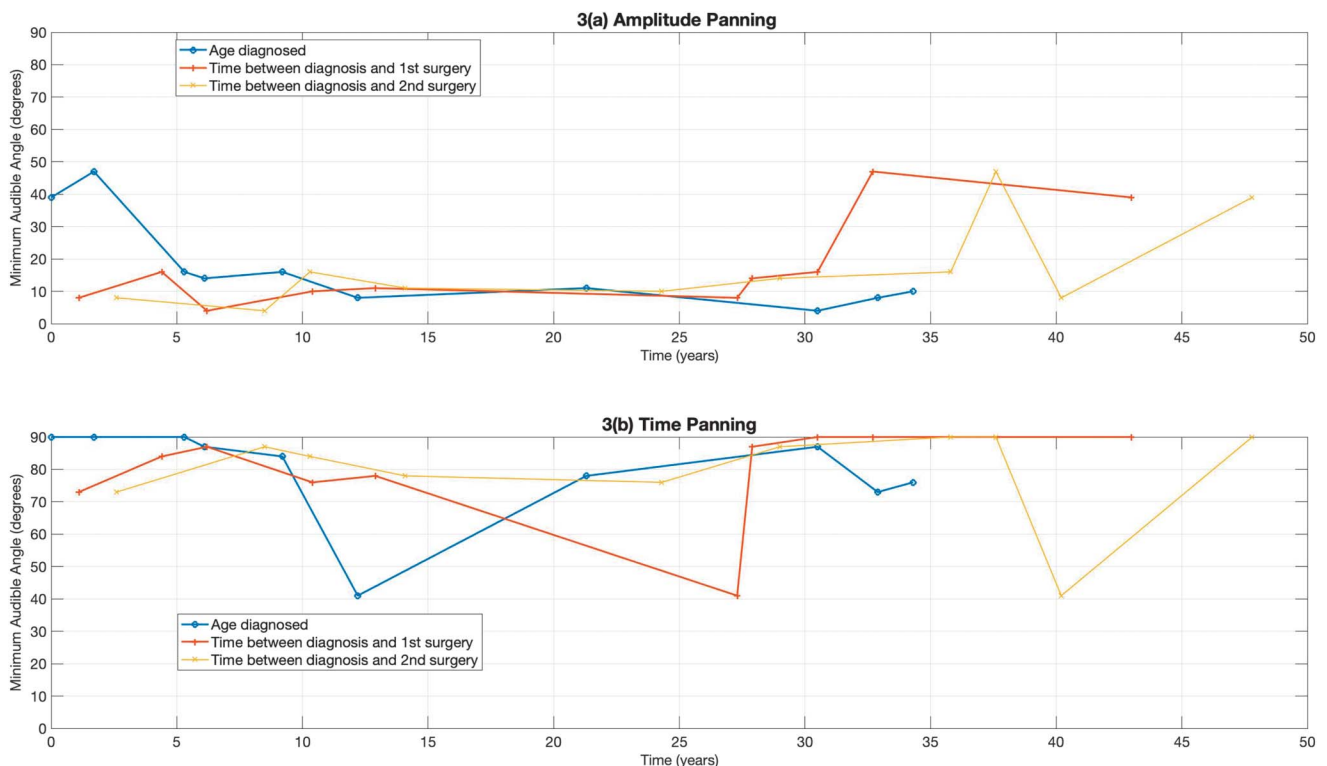 3(a) Amplitude Panning
Minimum Audible Angle (degrees)
90
80
70
60
50
40
30
20
10
0
Age diagnosed
Time between diagnosis and 1st surgery
Time between diagnosis and 2nd surgery
0 5 10 15 20 25 30 35 40 45 50
Time (years)
3(b) Time Panning
Minimum Audible Angle (degrees)
90
80
70
60
50
40
30
20
10
0
Age diagnosed
Time between diagnosis and 1st surgery
Time between diagnosis and 2nd surgery
0 5 10 15 20 25 30 35 40 45 50
Time (years)